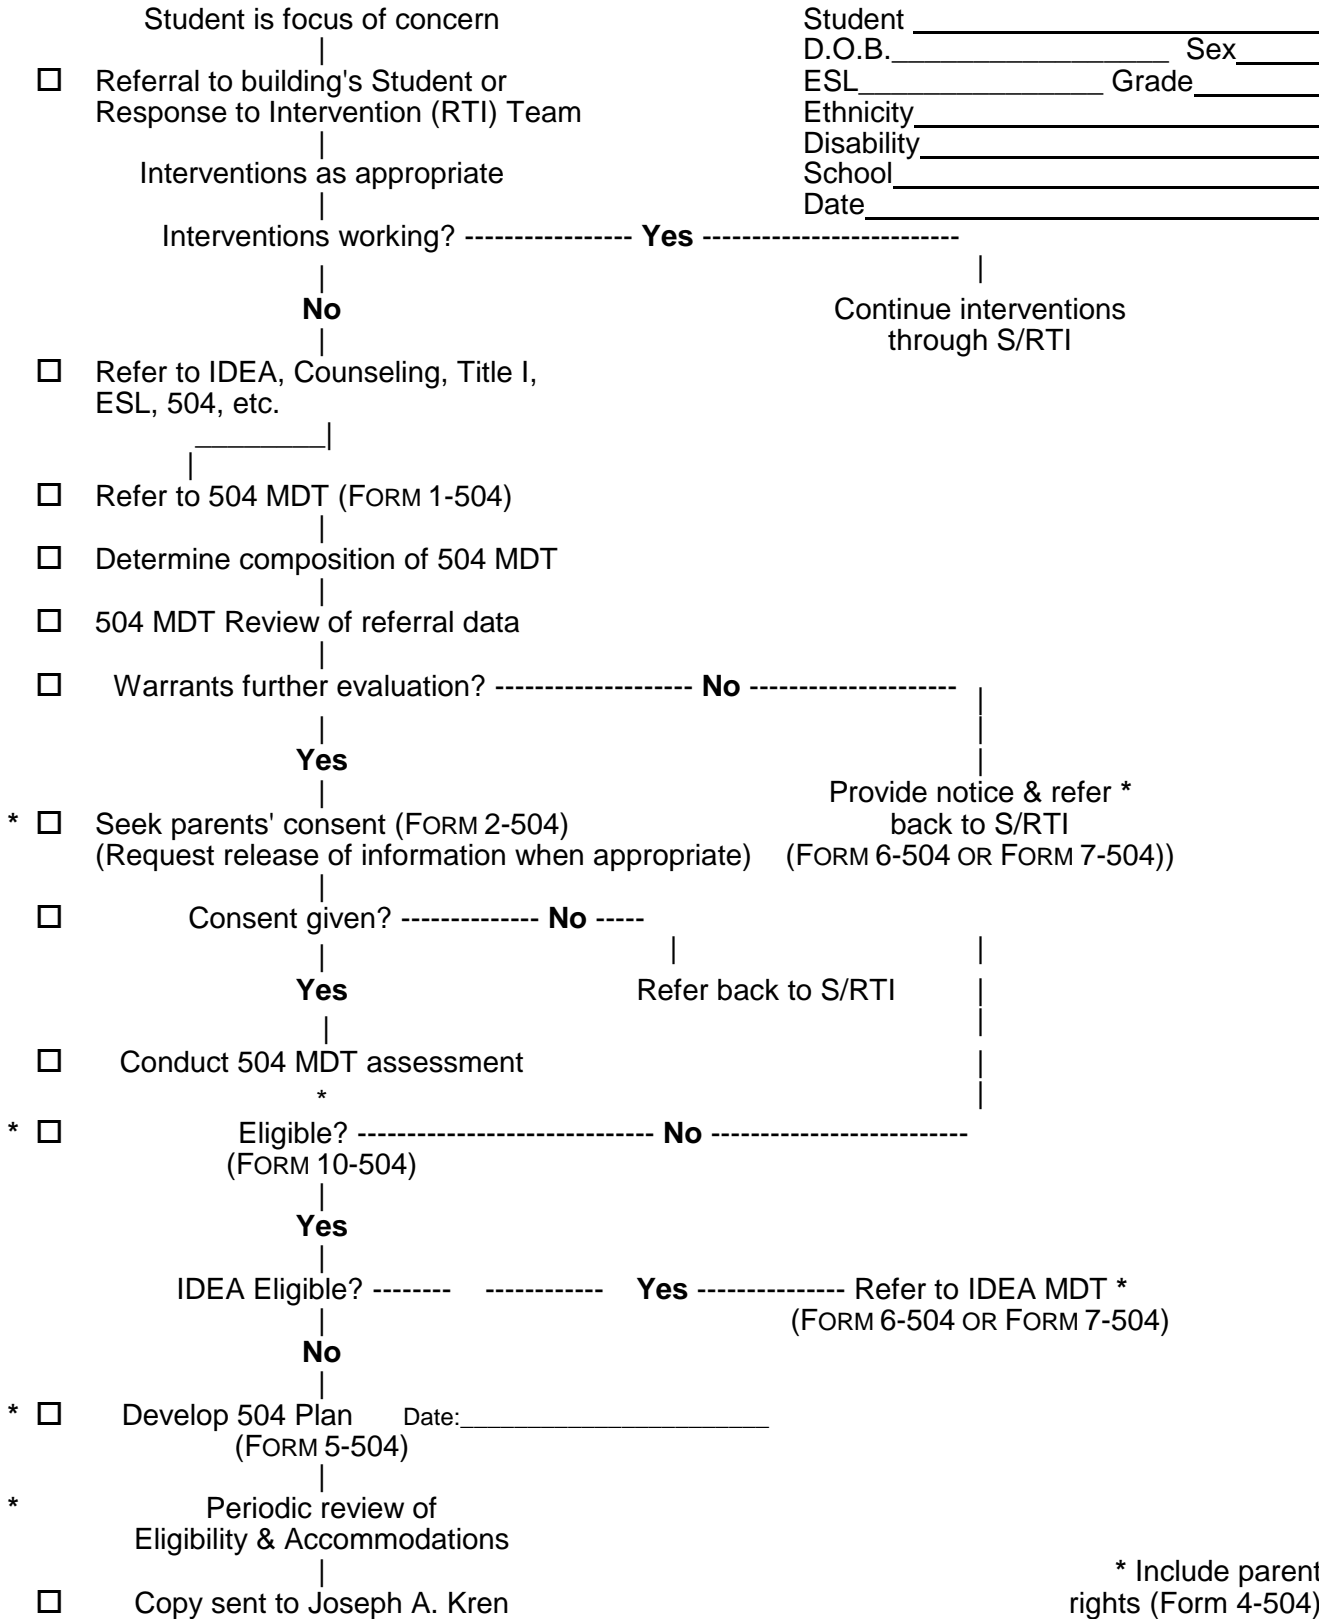 Student is focus of concern
Student
D.O.B.__________________ Sex
Referral to building's Student or
ESL________________ Grade
Response to Intervention (RTI) Team
Ethnicity
Disability
Interventions as appropriate
School
Date
Interventions working? ----------------- Yes --------------------------
No
Continue interventions
through S/RTI
Refer to IDEA, Counseling, Title I,
ESL, 504, etc.
Refer to 504 MDT (FORM 1-504)
Determine composition of 504 MDT
504 MDT Review of referral data
Warrants further evaluation? -------------------- No ---------------------
Yes
Provide notice & refer *
* Seek parents' consent (FORM 2-504)
back to S/RTI
(Request release of information when appropriate)
(FORM 6-504 OR FORM 7-504))
Consent given? -------------- No -----
Yes
Refer back to S/RTI
Conduct 504 MDT assessment
*
* Eligible? ------------------------------ No --------------------------
(FORM 10-504)
Yes
IDEA Eligible? -------- ------------ Yes --------------- Refer to IDEA MDT *
(FORM 6-504 OR FORM 7-504)
No
* Develop 504 Plan Date:_______________________
(FORM 5-504)
* Periodic review of
Eligibility & Accommodations
* Include parent
Copy sent to Joseph A. Kren
rights (Form 4-504)